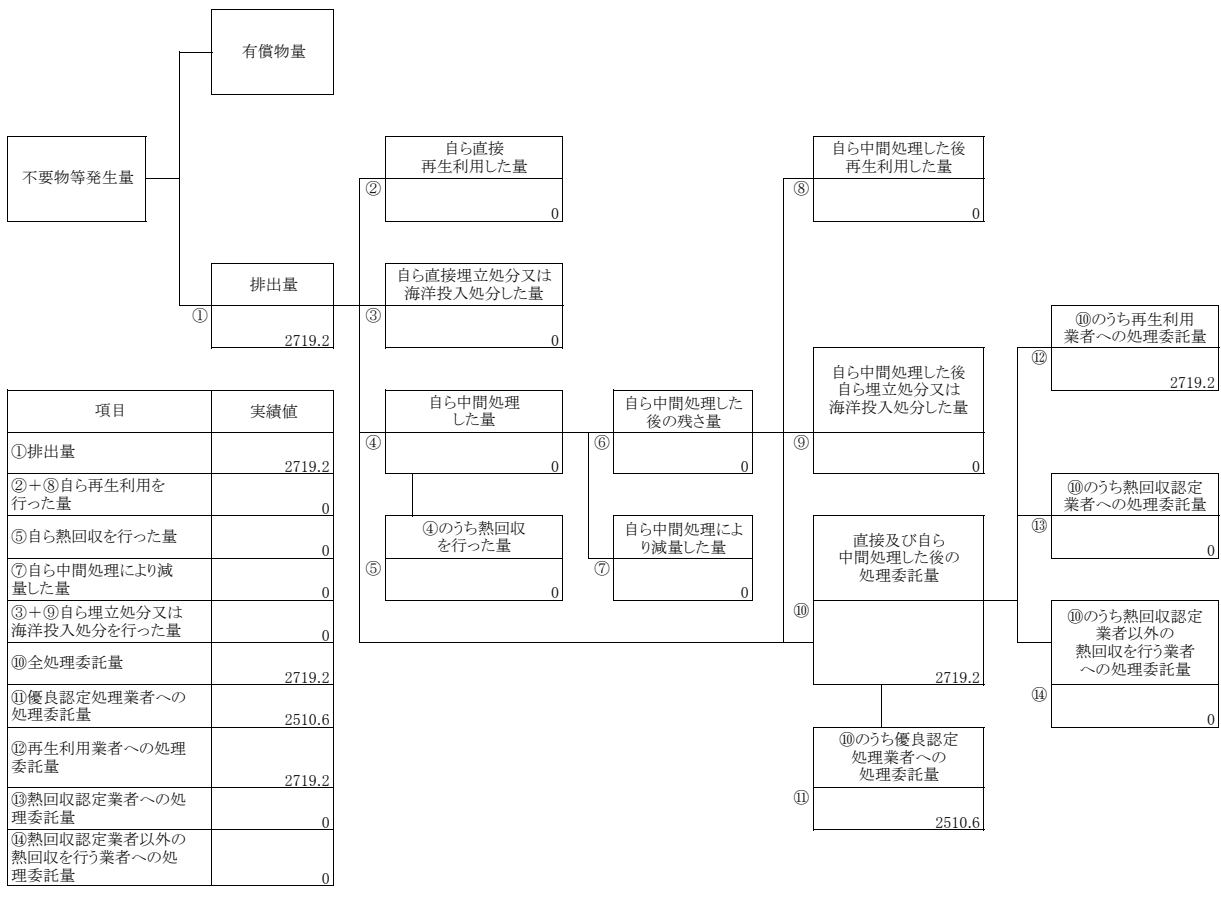 有償物量
不要物等発生量
自ら直接
再生利用した量
②
0
自ら中間処理した後
再生利用した量
⑧
0
排出量
①
2719.2
自ら直接埋立処分又は
海洋投入処分した量
③
0
⑩のうち再生利用
業者への処理委託量
⑫
2719.2
自ら中間処理した後
自ら埋立処分又は
海洋投入処分した量
⑨
0
自ら中間処理
した量
④
0
自ら中間処理した
後の残さ量
⑥
0
⑩のうち熱回収認定
業者への処理委託量
⑬
0
④のうち熱回収
を行った量
⑤
0
自ら中間処理によ
り減量した量
⑦
0
直接及び自ら
中間処理した後の
処理委託量
⑩
2719.2
⑩のうち熱回収認定
業者以外の
熱回収を行う業者
への処理委託量
⑭
0
⑩のうち優良認定
処理業者への
処理委託量
⑪
2510.6
項目 実績値
①排出量
2719.2
②+⑧自ら再生利用を
行った量
0
⑤自ら熱回収を行った量
0
⑦自ら中間処理により減
量した量
0
③+⑨自ら埋立処分又は
海洋投入処分を行った量
0
⑩全処理委託量
2719.2
⑪優良認定処理業者への
処理委託量
2510.6
⑫再生利用業者への処理
委託量
2719.2
⑬熱回収認定業者への処
理委託量
0
⑭熱回収認定業者以外の
熱回収を行う業者への処
理委託量
0